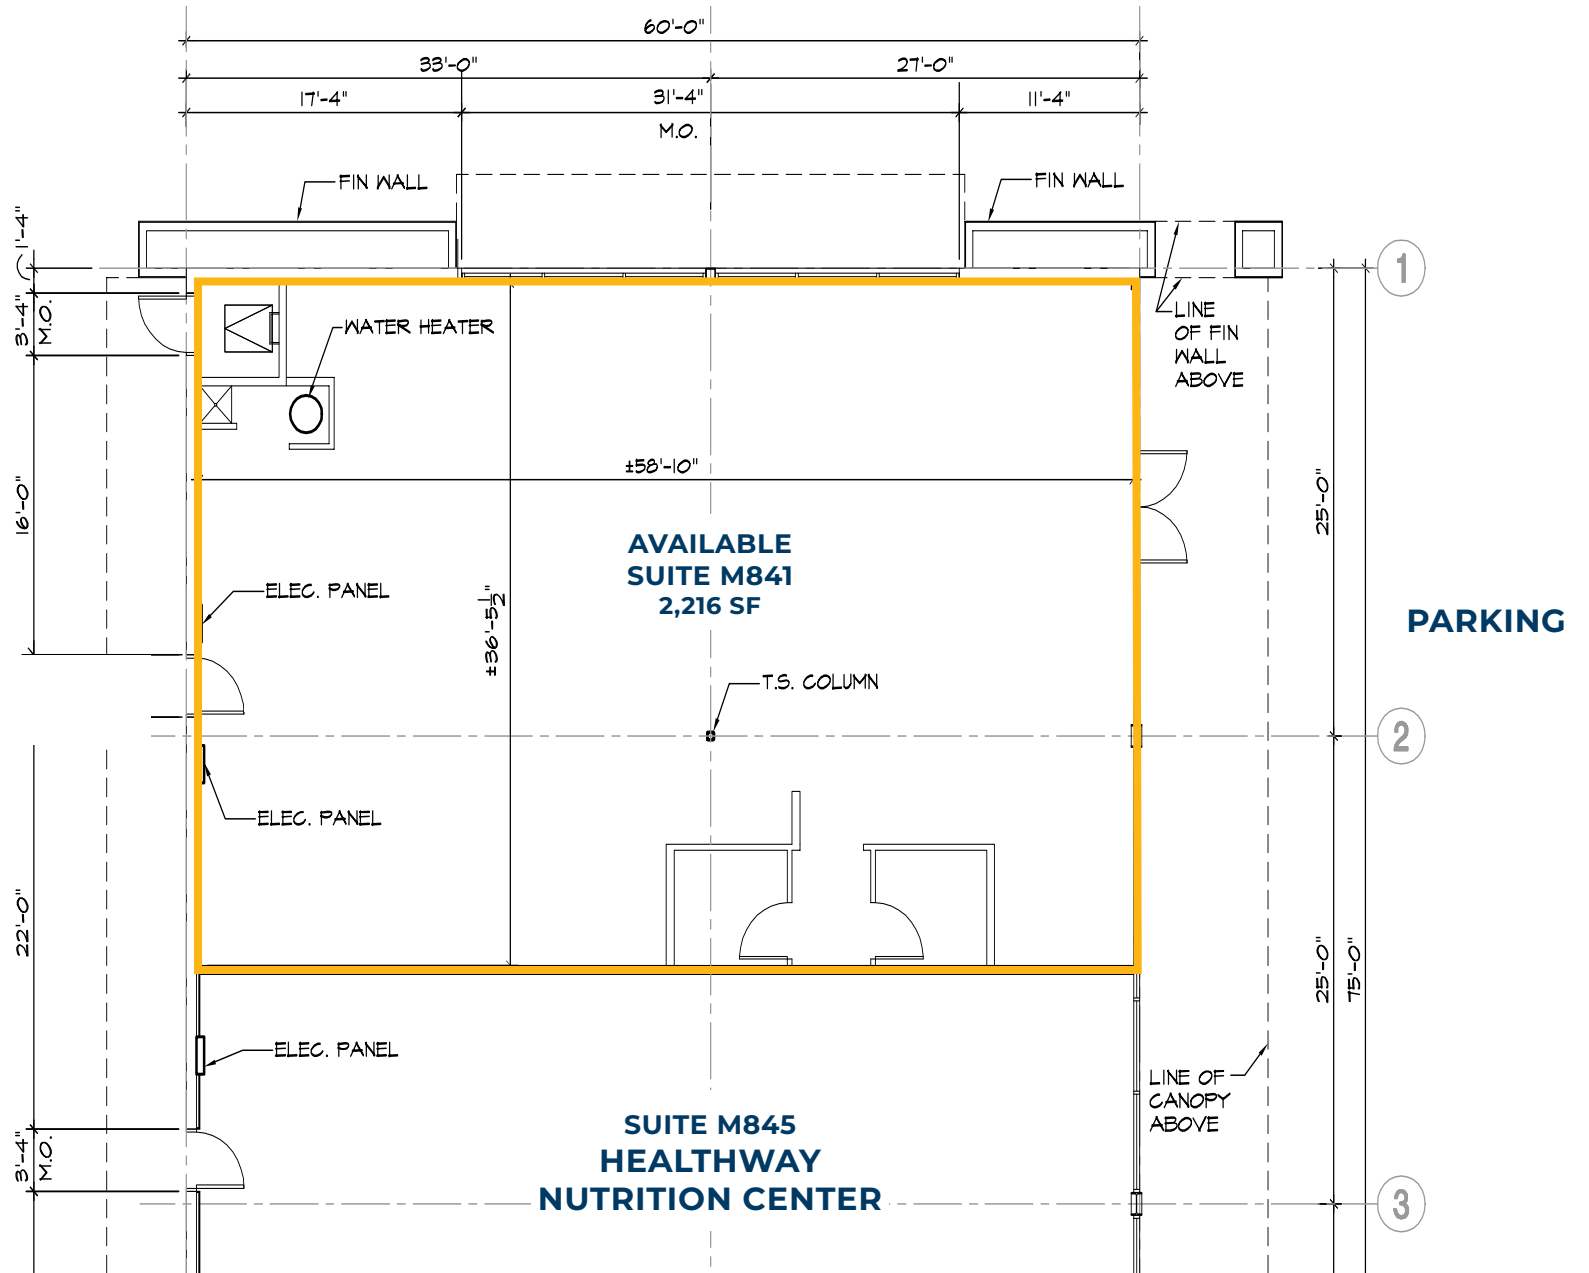 60'-0"
33'-0"
27'-0"
17'-4"
31'-4"
11'-4"
M.O.
FIN WALL
FIN WALL
1'-4"
1
3'-4"
M.O.
WATER HEATER
LINE
OF FIN
WALL
ABOVE
±58'-10"
16'-0"
25'-0"
AVAILABLE
SUITE M841
2,216 SF
ELEC. PANEL
±36'-5½"
PARKING
T.S. COLUMN
2
ELEC. PANEL
22'-0"
25'-0"
75'-0"
ELEC. PANEL
LINE OF
CANOPY
ABOVE
SUITE M845
HEALTHWAY
NUTRITION CENTER
3'-4"
M.O.
3